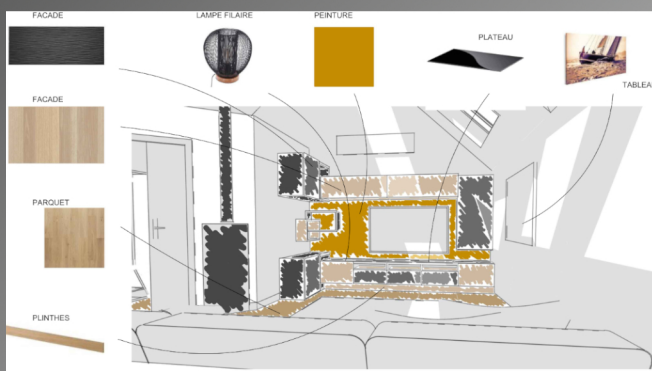 FACADE
LAMPE FILAIRE
PEINTURE
PLATEAU
TABLEA
FACADE
PARQUET
PLINTHES